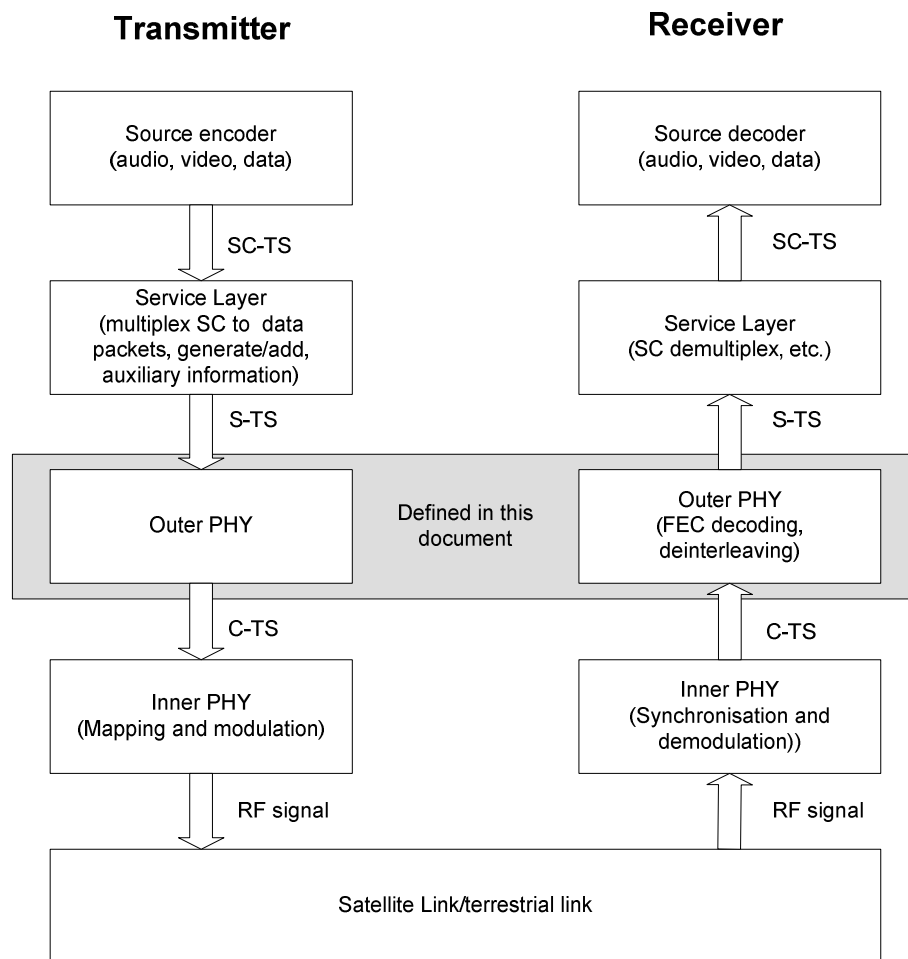 Transmitter
Receiver
Source encoder
(audio, video, data)
Source decoder
(audio, video, data)
SC-TS
SC-TS
Service Layer
(multiplex SC to data
packets, generate/add,
auxiliary information)
Service Layer
(SC demultiplex, etc.)
S-TS
S-TS
Outer PHY
Defined in this
document
Outer PHY
(FEC decoding,
deinterleaving)
C-TS
C-TS
Inner PHY
(Mapping and modulation)
Inner PHY
(Synchronisation and
demodulation))
RF signal
RF signal
Satellite Link/terrestrial link